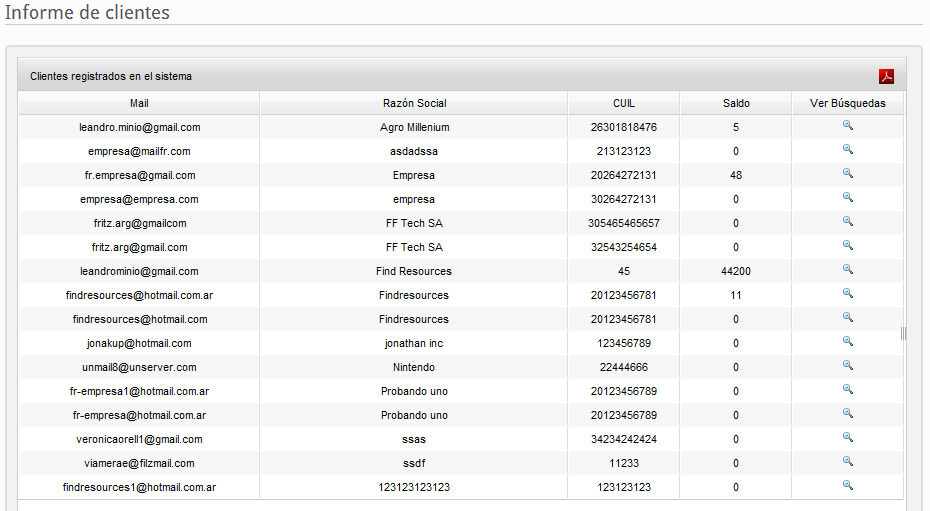 Informe de clientes
Clientes registrados en el sistema
Mail Razón Social CUIL Saldo Ver Búsquedas
leandro.minio@gmail.com Agro Millenium 26301818476 5
empresa@mailfr.com asdadssa 213123123 0
fr.empresa@gmail.com Empresa 20264272131 48
empresa@empresa.com empresa 30264272131 0
fritz.arg@gmailcom FF Tech SA 305465465657 0
fritz.arg@gmail.com FF Tech SA 32543254654 0
leandrominio@gmail.com Find Resources 45 44200
findresources@hotmail.com.ar Findresources 20123456781 11
findresources@hotmail.com Findresources 20123456781 0
jonakup@hotmail.com jonathan inc 123456789 0
unmail8@unserver.com Nintendo 22444666 0
fr-empresa1@hotmail.com.ar Probando uno 20123456789 0
fr-empresa@hotmail.com.ar Probando uno 20123456789 0
veronicaorell1@gmail.com ssas 34234242424 0
viamerae@filzmail.com ssdf 11233 0
findresources1@hotmail.com.ar 123123123123 123123123 0